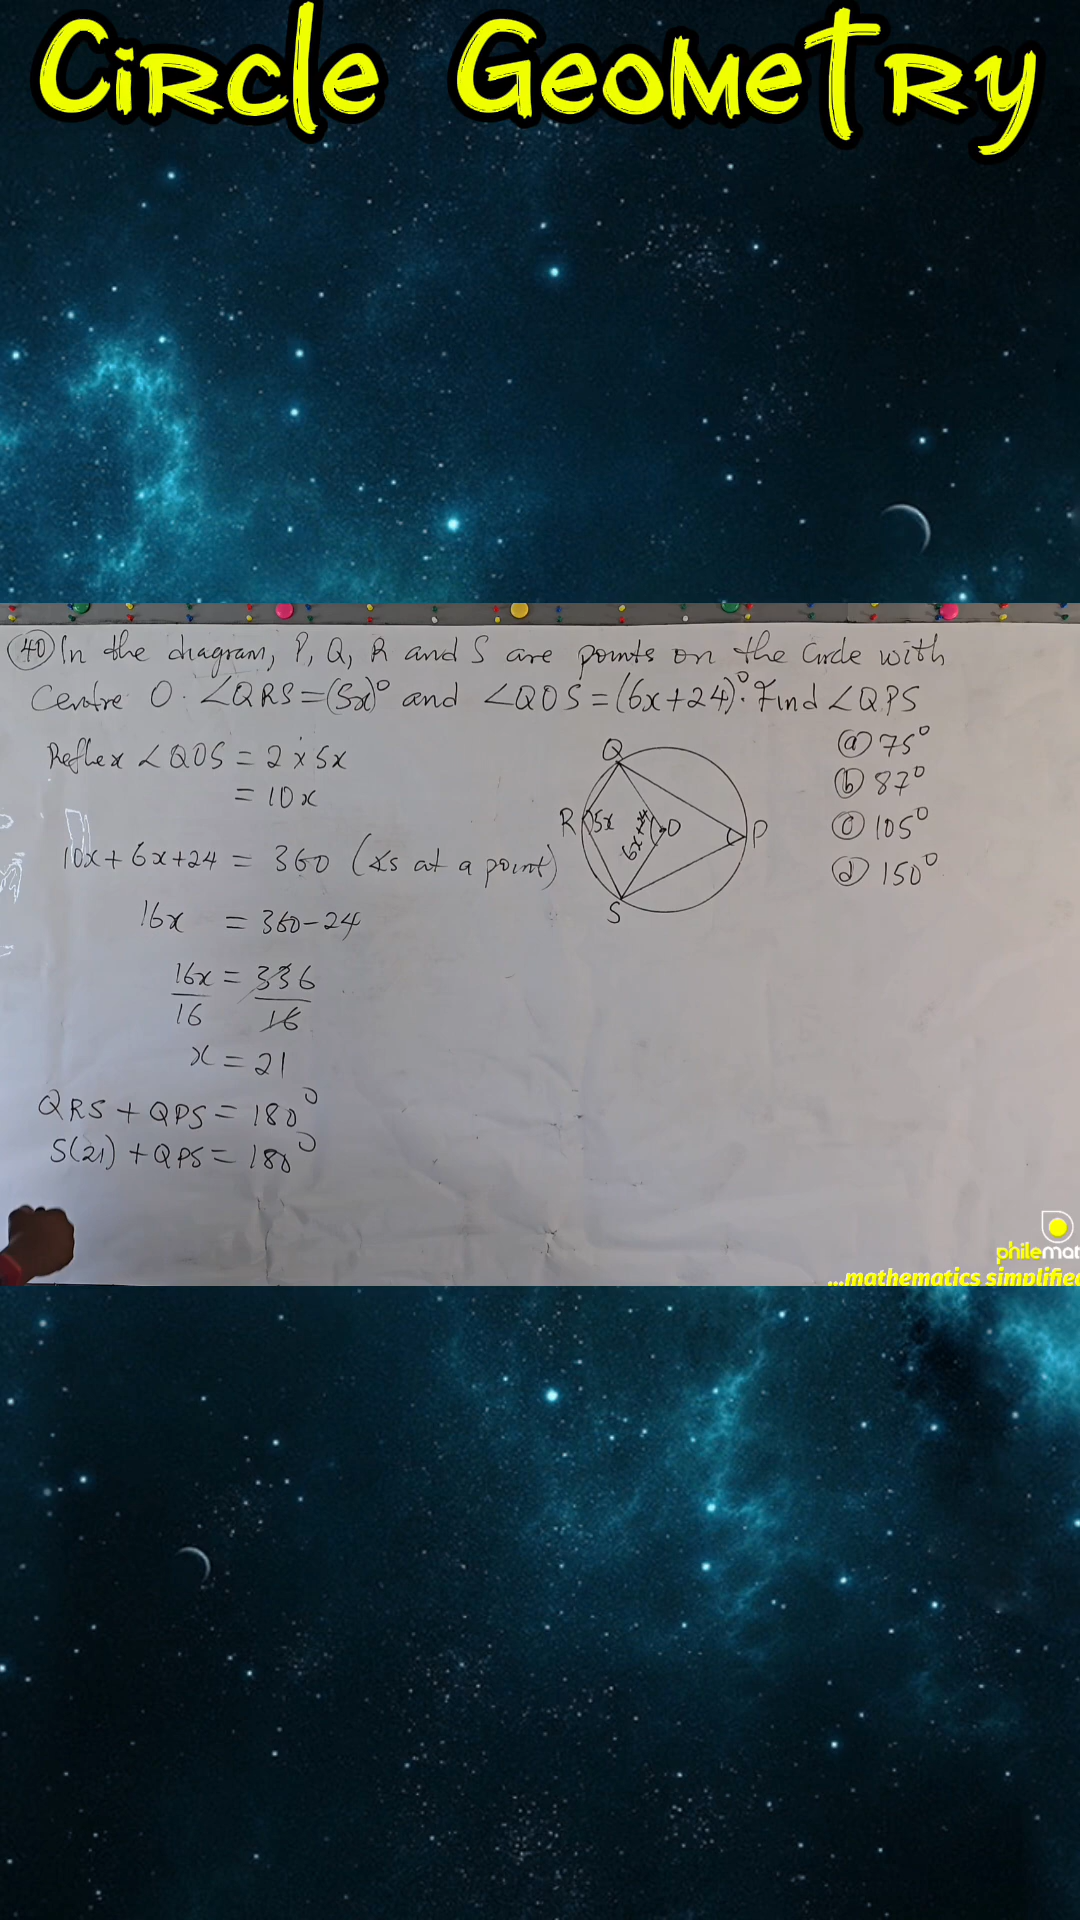 Circle Geometry
40 In the diagram, P, Q, R and S are points on the Circle with
Centre O. ∠QRS = (5x)° and ∠QOS = (6x+24)°. Find ∠QPS
(a) 75°
(b) 87°
(c) 105°
(d) 150°
Reflex ∠QOS = 2 × 5x
= 10x
10x + 6x + 24 = 360 (∡s at a point)
16x = 360 - 24
16x = 336
16 16
x = 21
QRS + QPS = 180°
5(21) + QPS = 180°
Q
R
5x
6x+24
O
P
S
philemat
...mathematics simplified